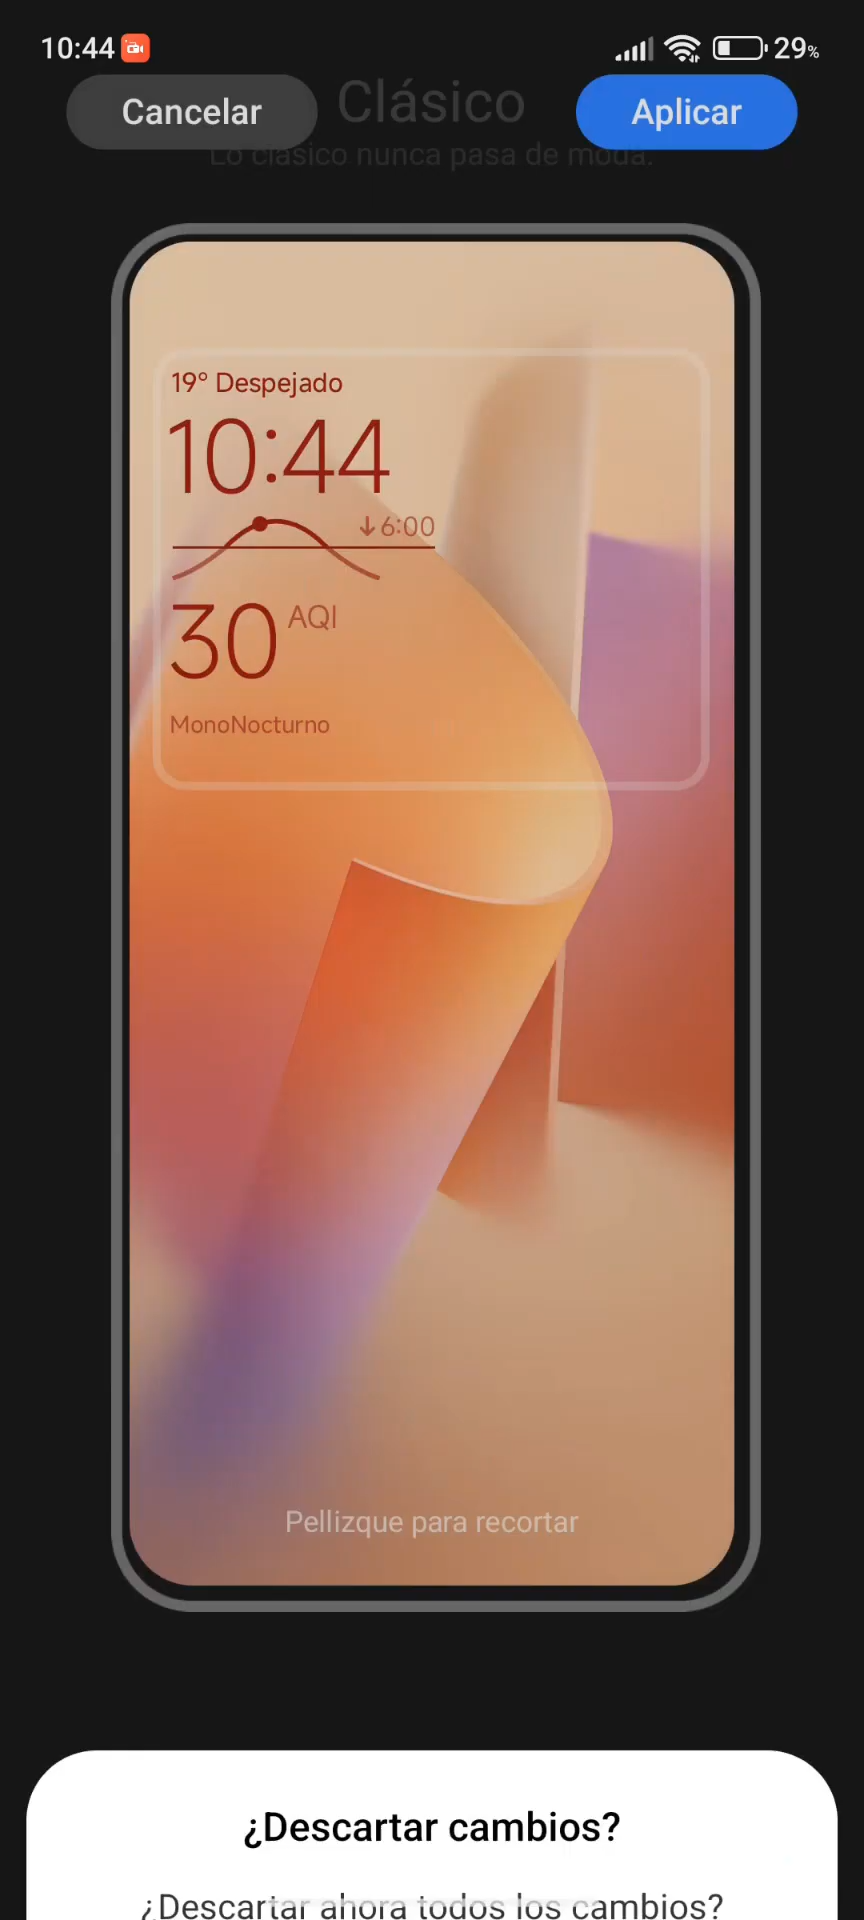 10:44 29%
Cancelar Clásico Aplicar
Lo clásico nunca pasa de moda.
19° Despejado
10:44
↓6:00
30 AQI
MonoNocturno
Pellizque para recortar
¿Descartar cambios?
¿Descartar ahora todos los cambios?